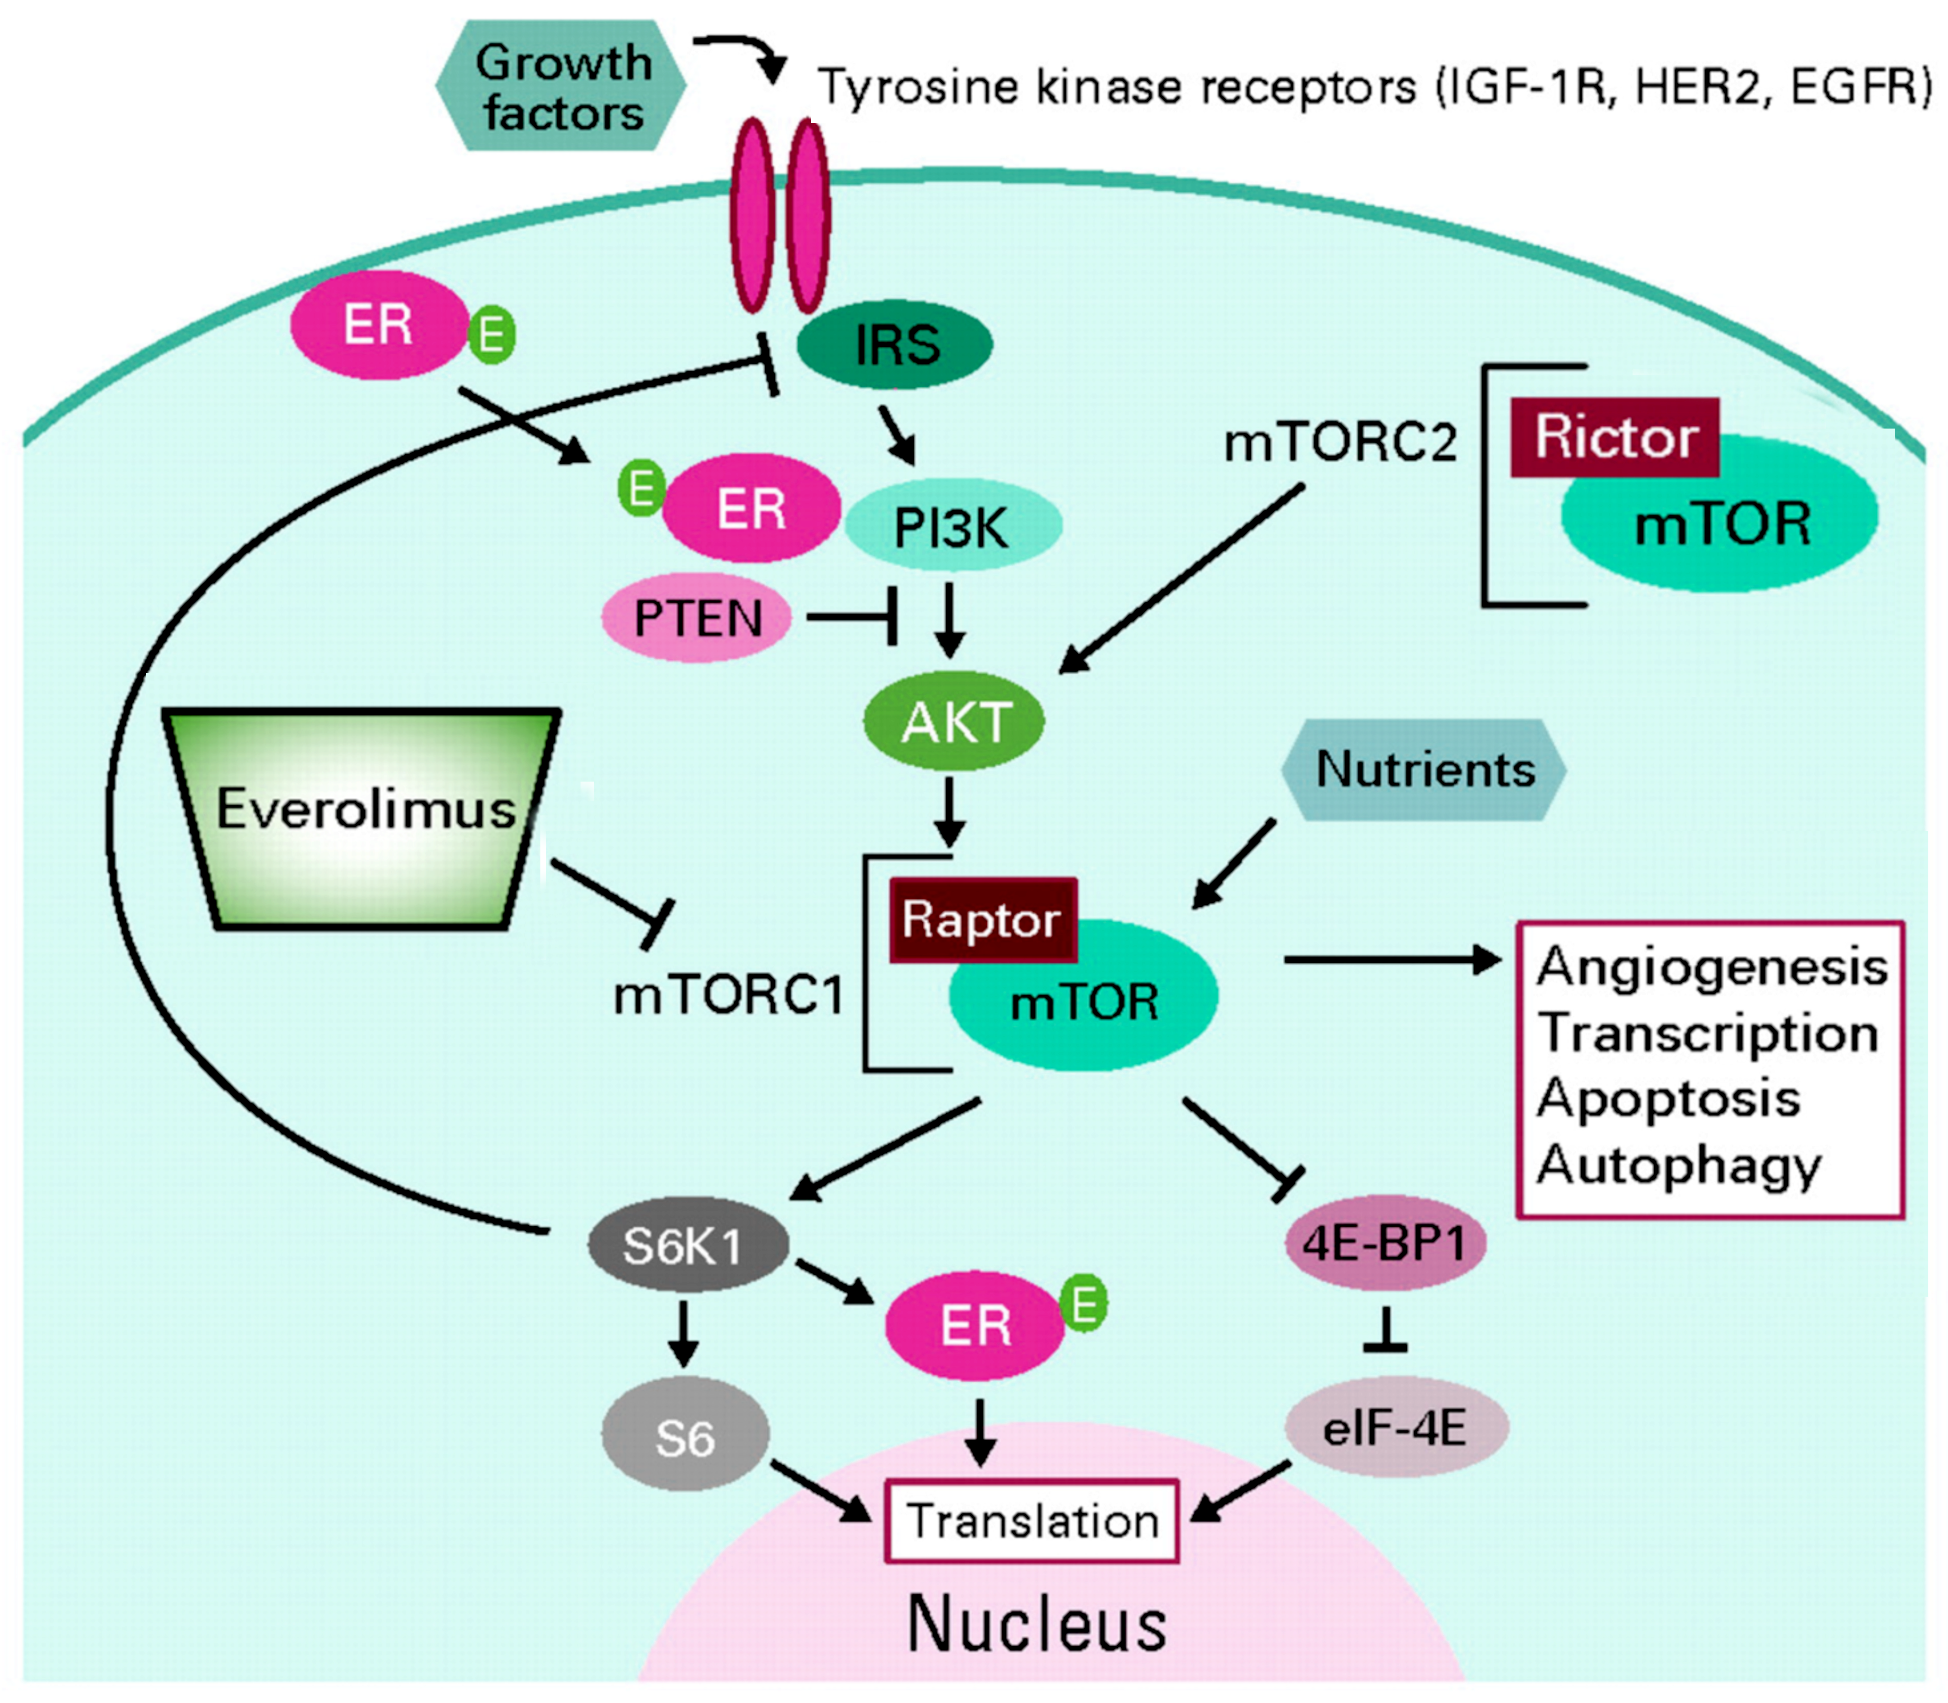 Growth
factors
Tyrosine kinase receptors (IGF-1R, HER2, EGFR)
ER
E
IRS
mTORC2
Rictor
mTOR
E
ER
PI3K
PTEN
AKT
Nutrients
Everolimus
Raptor
mTORC1
mTOR
Angiogenesis
Transcription
Apoptosis
Autophagy
S6K1
4E-BP1
ER
E
S6
eIF-4E
Translation
Nucleus